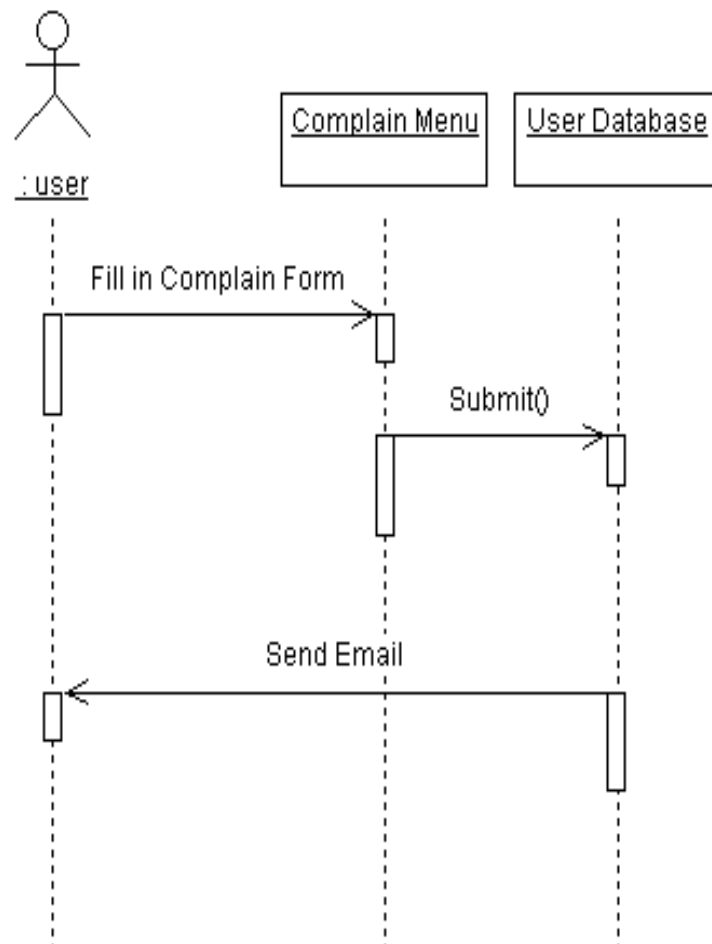 : user
Complain Menu
User Database
Fill in Complain Form
Submit()
Send Email